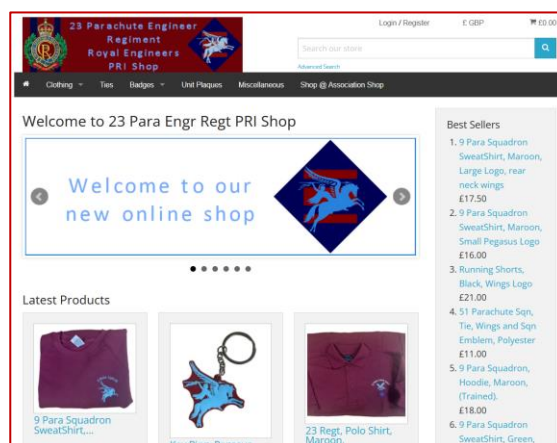 23 Parachute Engineer
Regiment
Royal Engineers
PRI Shop
Login / Register £ GBP £0.00
Search our store
Advanced Search
Clothing Ties Badges Unit Plaques Miscellaneous Shop @ Association Shop
Welcome to 23 Para Engr Regt PRI Shop
Welcome to our
new online shop
Latest Products
9 Para Squadron
SweatShirt,...
23 Regt, Polo Shirt,
Maroon,
Best Sellers
1. 9 Para Squadron
SweatShirt, Maroon,
Large Logo, rear
neck wings
£17.50
2. 9 Para Squadron
SweatShirt, Maroon,
Small Pegasus Logo
£16.00
3. Running Shorts,
Black, Wings Logo
£21.00
4. 51 Parachute Sqn,
Tie, Wings and Sqn
Emblem, Polyester
£11.00
5. 9 Para Squadron,
Hoodie, Maroon,
(Trained).
£18.00
6. 9 Para Squadron
SweatShirt, Green,